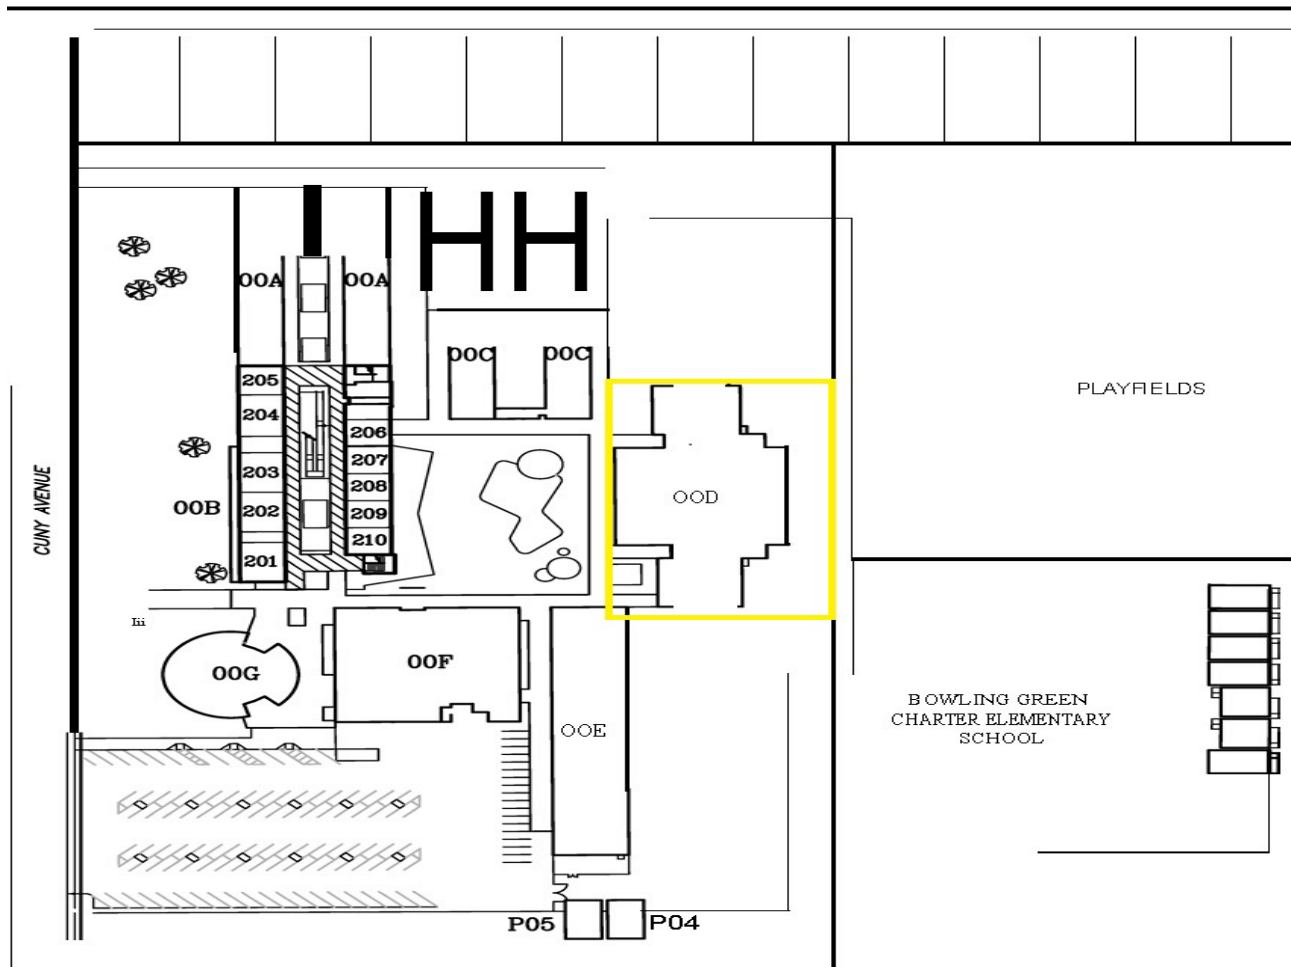 HH
00A
00A
00C
00C
205
204
206
PLAYFIELDS
207
203
208
OOD
00B
202
209
210
201
CUNY AVENUE
Iii
00G
00F
BOWLING GREEN
CHARTER ELEMENTARY
SCHOOL
OOE
P05
P04